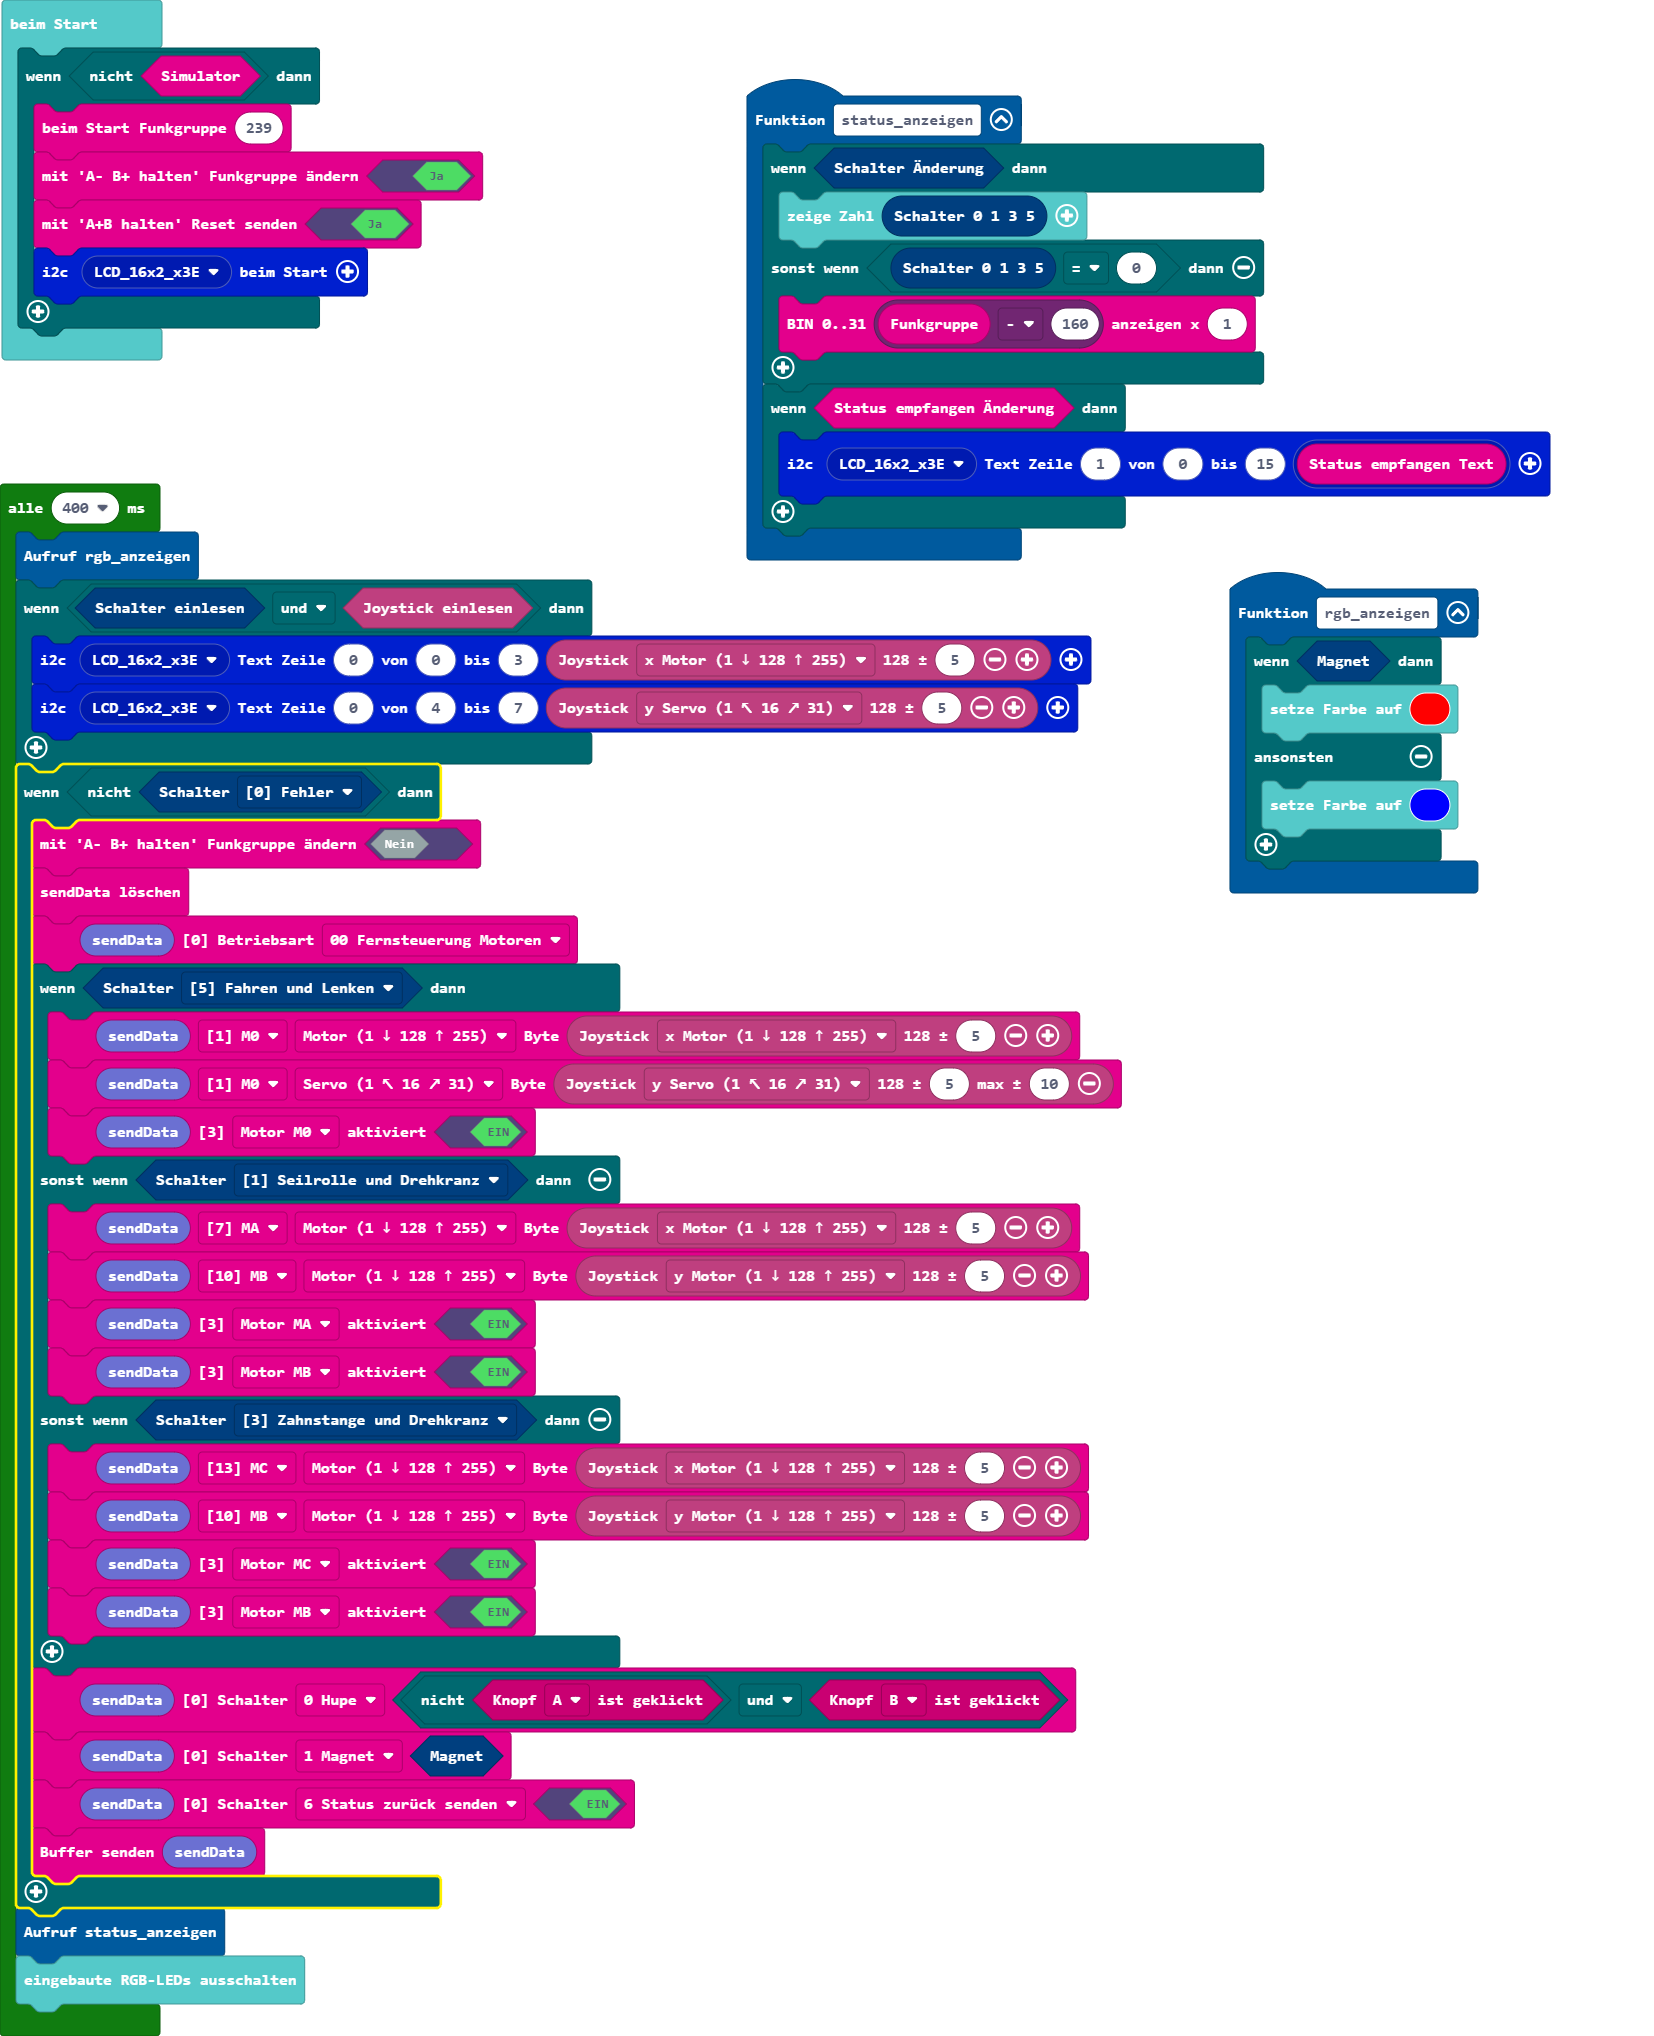 beim Start
wenn nicht Simulator dann
beim Start Funkgruppe 239
mit 'A- B+ halten' Funkgruppe ändern Ja
mit 'A+B halten' Reset senden Ja
i2c LCD_16x2_x3E beim Start
Funktion status_anzeigen
wenn Schalter Änderung dann
zeige Zahl Schalter 0 1 3 5
sonst wenn Schalter 0 1 3 5 = 0 dann
BIN 0..31 Funkgruppe - 160 anzeigen x 1
wenn Status empfangen Änderung dann
i2c LCD_16x2_x3E Text Zeile 1 von 0 bis 15 Status empfangen Text
alle 400 ms
Aufruf rgb_anzeigen
wenn Schalter einlesen und Joystick einlesen dann
i2c LCD_16x2_x3E Text Zeile 0 von 0 bis 3 Joystick x Motor (1 ↓ 128 ↑ 255) 128 ± 5
i2c LCD_16x2_x3E Text Zeile 0 von 4 bis 7 Joystick y Servo (1 ↖ 16 ↗ 31) 128 ± 5
wenn nicht Schalter [0] Fehler dann
mit 'A- B+ halten' Funkgruppe ändern Nein
sendData löschen
sendData [0] Betriebsart 00 Fernsteuerung Motoren
wenn Schalter [5] Fahren und Lenken dann
sendData [1] M0 Motor (1 ↓ 128 ↑ 255) Byte Joystick x Motor (1 ↓ 128 ↑ 255) 128 ± 5
sendData [1] M0 Servo (1 ↖ 16 ↗ 31) Byte Joystick y Servo (1 ↖ 16 ↗ 31) 128 ± 5 max ± 10
sendData [3] Motor M0 aktiviert EIN
sonst wenn Schalter [1] Seilrolle und Drehkranz dann
sendData [7] MA Motor (1 ↓ 128 ↑ 255) Byte Joystick x Motor (1 ↓ 128 ↑ 255) 128 ± 5
sendData [10] MB Motor (1 ↓ 128 ↑ 255) Byte Joystick y Motor (1 ↓ 128 ↑ 255) 128 ± 5
sendData [3] Motor MA aktiviert EIN
sendData [3] Motor MB aktiviert EIN
sonst wenn Schalter [3] Zahnstange und Drehkranz dann
sendData [13] MC Motor (1 ↓ 128 ↑ 255) Byte Joystick x Motor (1 ↓ 128 ↑ 255) 128 ± 5
sendData [10] MB Motor (1 ↓ 128 ↑ 255) Byte Joystick y Motor (1 ↓ 128 ↑ 255) 128 ± 5
sendData [3] Motor MC aktiviert EIN
sendData [3] Motor MB aktiviert EIN
sendData [0] Schalter 0 Hupe nicht Knopf A ist geklickt und Knopf B ist geklickt
sendData [0] Schalter 1 Magnet Magnet
sendData [0] Schalter 6 Status zurück senden EIN
Buffer senden sendData
Aufruf status_anzeigen
eingebaute RGB-LEDs ausschalten
Funktion rgb_anzeigen
wenn Magnet dann
setze Farbe auf
ansonsten
setze Farbe auf